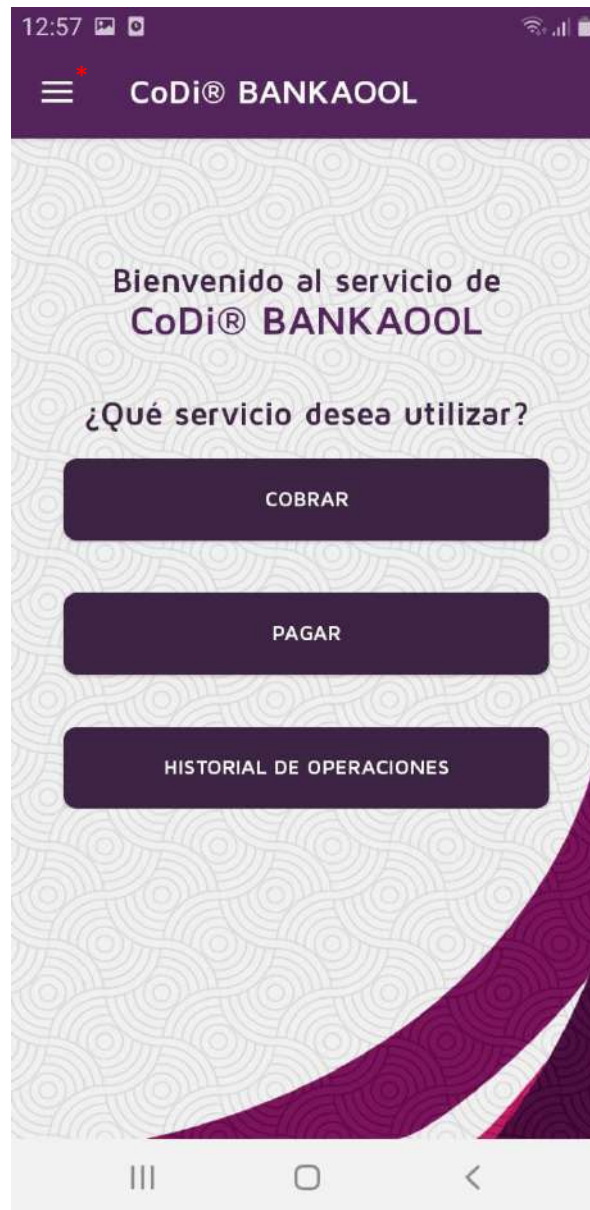 12:57
*
CoDi® BANKAOOL
Bienvenido al servicio de
CoDi® BANKAOOL
¿Qué servicio desea utilizar?
COBRAR
PAGAR
HISTORIAL DE OPERACIONES